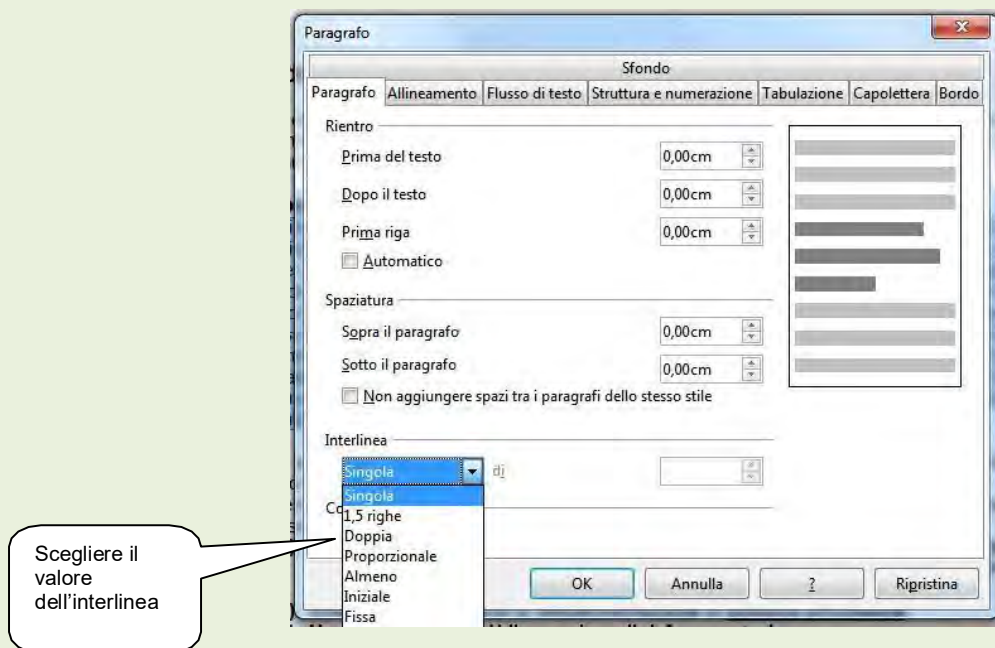 Paragrafo
Sfondo
Paragrafo Allineamento Flusso di testo Struttura e numerazione Tabulazione Capolettera Bordo
Rientro
Prima del testo 0,00cm
Dopo il testo 0,00cm
Prima riga 0,00cm
Automatico
Spaziatura
Sopra il paragrafo 0,00cm
Sotto il paragrafo 0,00cm
Non aggiungere spazi tra i paragrafi dello stesso stile
Interlinea
Singola di
Singola
Co
1,5 righe
Doppia
Proporzionale
Almeno
Iniziale
Fissa
OK Annulla ? Ripristina
Scegliere il
valore
dell'interlinea